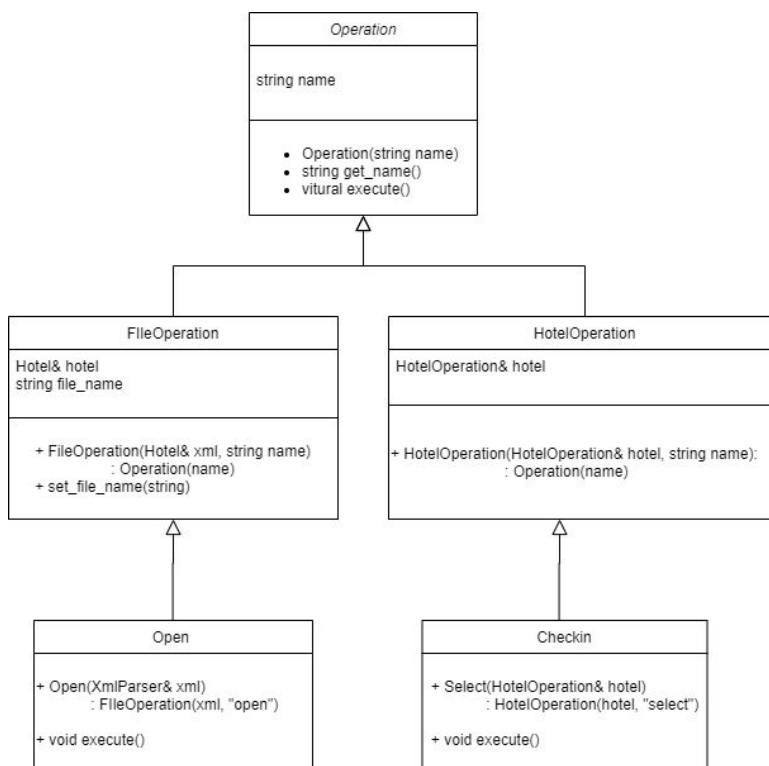 Operation
string name
Operation(string name)
string get_name()
vitural execute()
FIleOperation
Hotel& hotel
string file_name
+ FileOperation(Hotel& xml, string name)
: Operation(name)
+ set_file_name(string)
HotelOperation
HotelOperation& hotel
+ HotelOperation(HotelOperation& hotel, string name):
: Operation(name)
Open
+ Open(XmlParser& xml)
: FIleOperation(xml, "open")
+ void execute()
Checkin
+ Select(HotelOperation& hotel)
: HotelOperation(hotel, "select")
+ void execute()